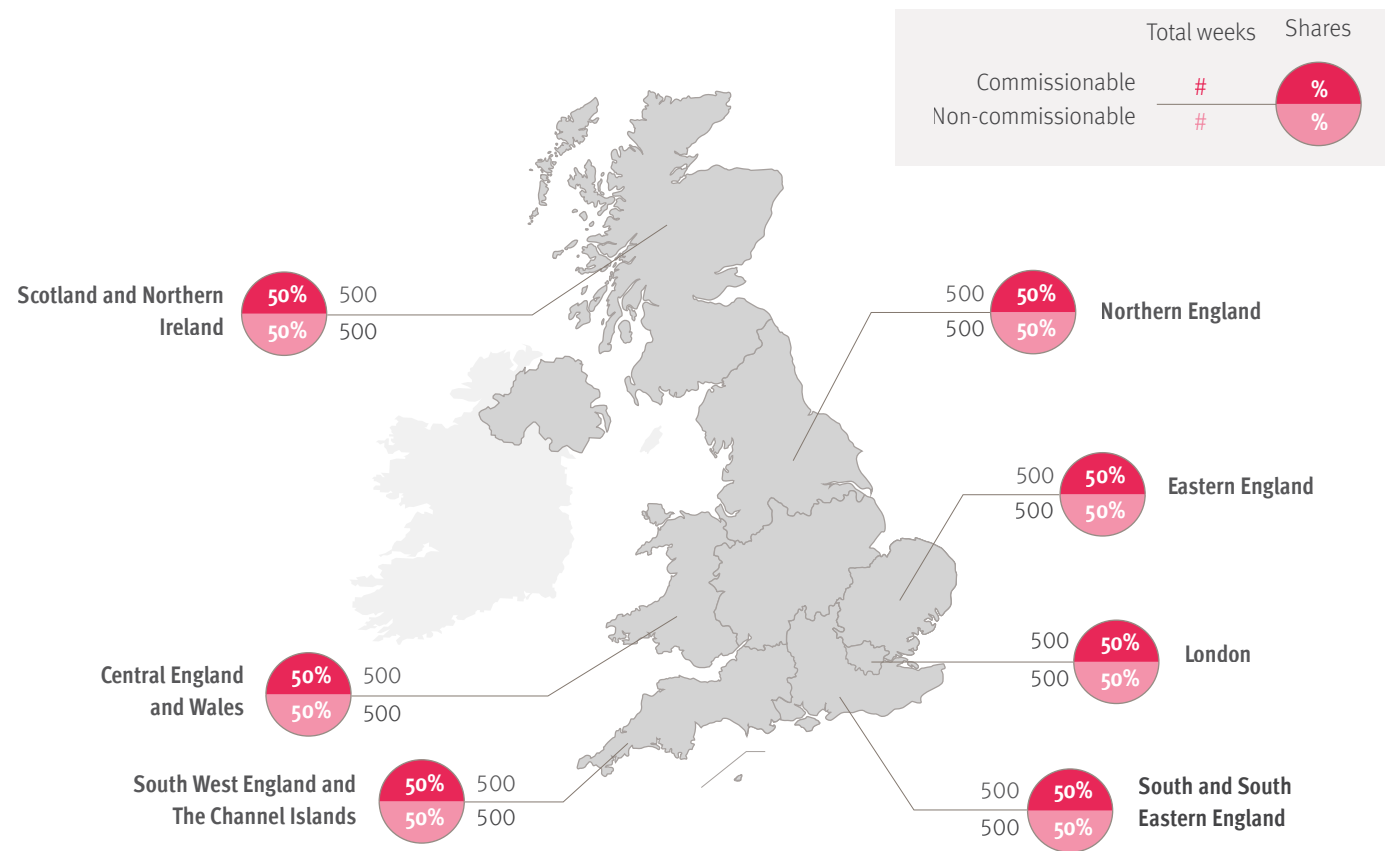 Total weeks Shares
Commissionable # %
Non-commissionable # %
Scotland and Northern 50% 500
Ireland 50% 500
500 50% Northern England
500 50%
500 50% Eastern England
500 50%
500 50% London
500 50%
Central England 50% 500
and Wales 50% 500
South West England and 50% 500
The Channel Islands 50% 500
500 50% South and South
500 50% Eastern England